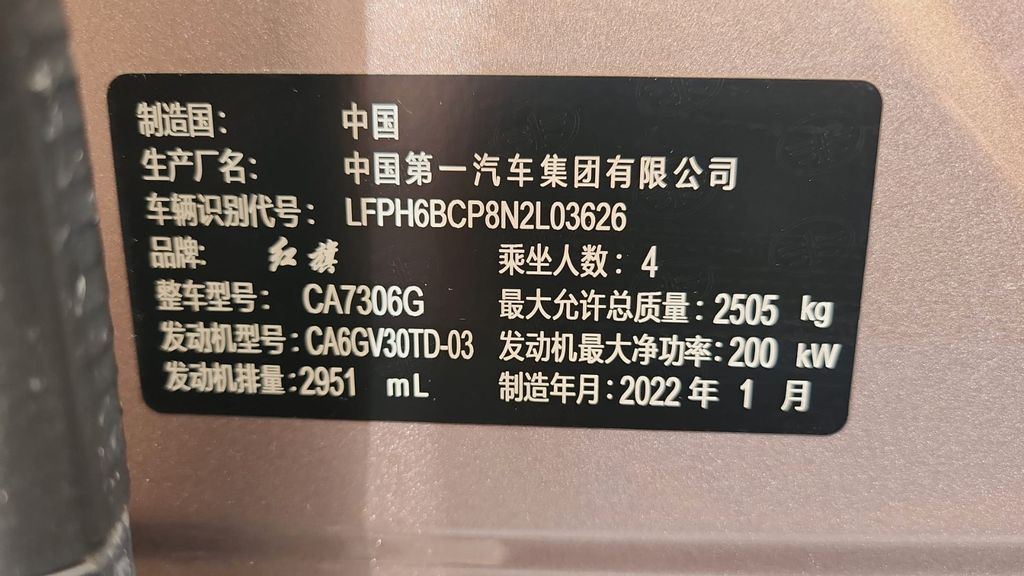 制造国： 中国
生产厂名： 中国第一汽车集团有限公司
车辆识别代号： LFPH6BCP8N2L03626
品牌： 红旗 乘坐人数： 4
整车型号： CA7306G 最大允许总质量：2505 kg
发动机型号：CA6GV30TD-03 发动机最大净功率：200 kW
发动机排量：2951 mL 制造年月：2022 年 1 月